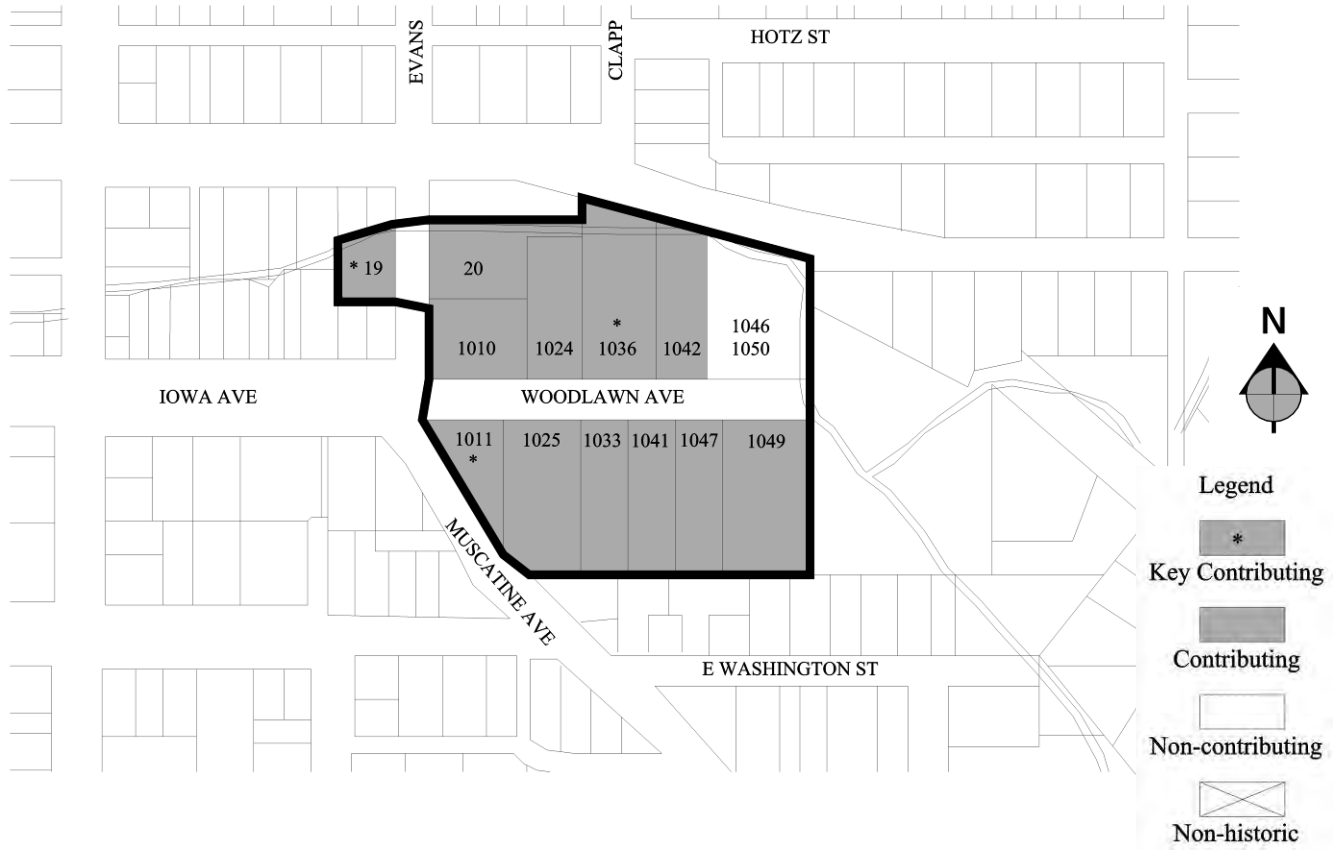 HOTZ ST
EVANS
CLAPP
* 19
20
1010
1024
*
1036
1042
1046
1050
IOWA AVE
WOODLAWN AVE
1011
*
1025
1033
1041
1047
1049
MUSCATINE AVE
E WASHINGTON ST
N
Legend
*
Key Contributing
Contributing
Non-contributing
Non-historic